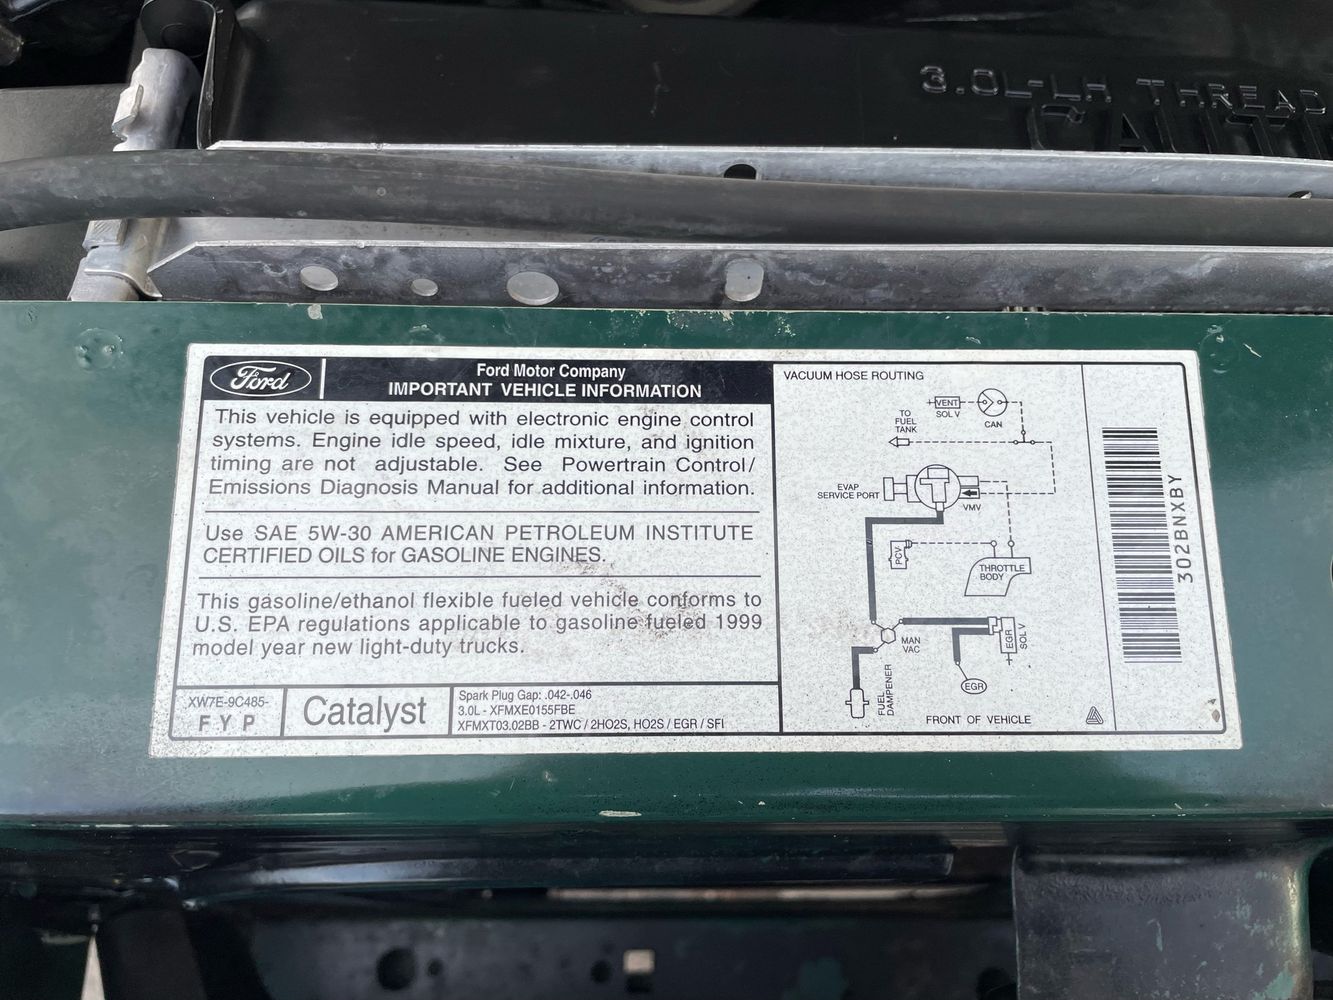 3.0L-LH THREAD
Ford
Ford Motor Company
IMPORTANT VEHICLE INFORMATION
This vehicle is equipped with electronic engine control
systems. Engine idle speed, idle mixture, and ignition
timing are not adjustable. See Powertrain Control/
Emissions Diagnosis Manual for additional information.
Use SAE 5W-30 AMERICAN PETROLEUM INSTITUTE
CERTIFIED OILS for GASOLINE ENGINES.
This gasoline/ethanol flexible fueled vehicle conforms to
U.S. EPA regulations applicable to gasoline fueled 1999
model year new light-duty trucks.
XW7E-9C485-
F Y P
Catalyst
Spark Plug Gap: .042-.046
3.0L - XFMXE0155FBE
XFMXT03.02BB - 2TWC / 2HO2S, HO2S / EGR / SFI
VACUUM HOSE ROUTING
VENT
SOL V
CAN
TO
FUEL
TANK
EVAP
SERVICE PORT
VMV
PCV
THROTTLE
BODY
MAN
VAC
EGR
SOL V
EGR
FUEL
DAMPENER
FRONT OF VEHICLE
302BNXBY